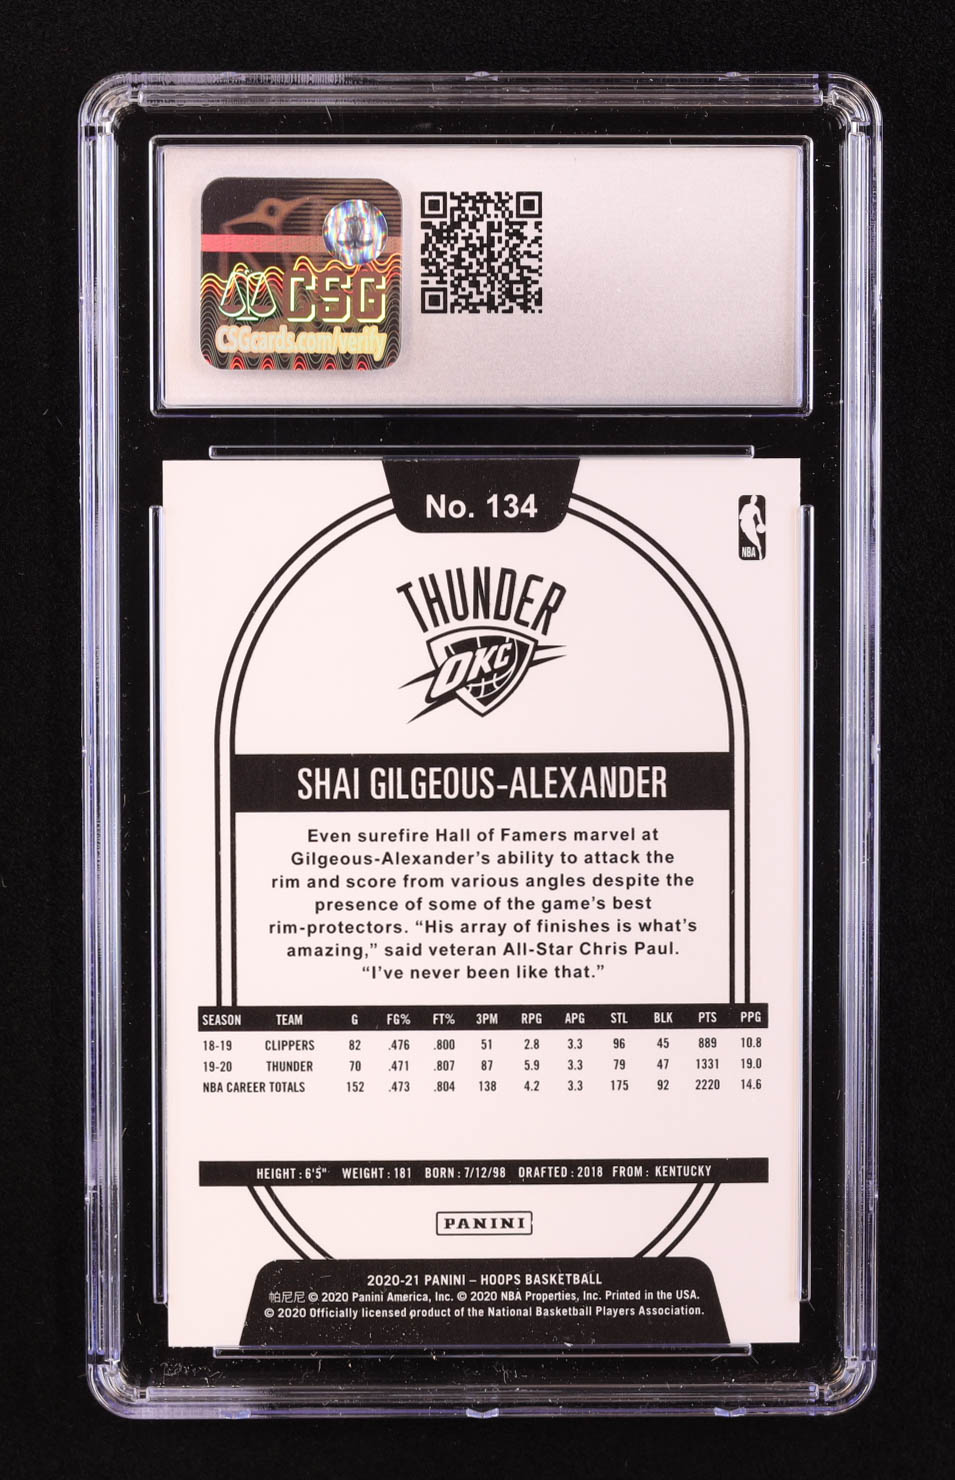 CSG
CSGcards.com/verify
No. 134
NBA
THUNDER
OKC
SHAI GILGEOUS-ALEXANDER
Even surefire Hall of Famers marvel at
Gilgeous-Alexander's ability to attack the
rim and score from various angles despite the
presence of some of the game's best
rim-protectors. “His array of finishes is what's
amazing,” said veteran All-Star Chris Paul.
“I've never been like that.”
SEASON TEAM G FG% FT% 3PM RPG APG STL BLK PTS PPG
18-19 CLIPPERS 82 .476 .800 51 2.8 3.3 96 45 889 10.8
19-20 THUNDER 70 .471 .807 87 5.9 3.3 79 47 1331 19.0
NBA CAREER TOTALS 152 .473 .804 138 4.2 3.3 175 92 2220 14.6
HEIGHT: 6'5" WEIGHT: 181 BORN: 7/12/98 DRAFTED: 2018 FROM: KENTUCKY
PANINI
2020-21 PANINI – HOOPS BASKETBALL
帕尼尼 © 2020 Panini America, Inc. © 2020 NBA Properties, Inc. Printed in the USA.
© 2020 Officially licensed product of the National Basketball Players Association.